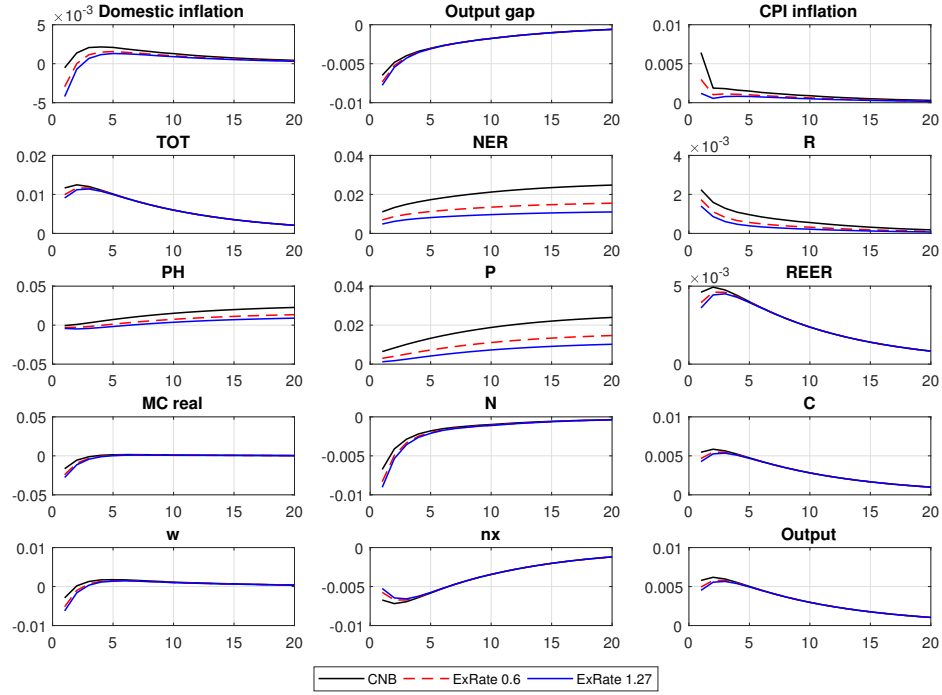 Domestic inflation Output gap CPI inflation
×10⁻³
5 0 0.01
0 -0.005 0.005
-5 -0.01 0
0 5 10 15 20 0 5 10 15 20 0 5 10 15 20
TOT NER R
×10⁻³
0.02 0.04 4
0.01 0.02 2
0 0 0
0 5 10 15 20 0 5 10 15 20 0 5 10 15 20
PH P REER
×10⁻³
0.05 0.04 5
0 0.02
-0.05 0 0
0 5 10 15 20 0 5 10 15 20 0 5 10 15 20
MC real N C
0.05 0 0.01
0 -0.005 0.005
-0.05 -0.01 0
0 5 10 15 20 0 5 10 15 20 0 5 10 15 20
w nx Output
0.01 0 0.01
0 -0.005 0.005
-0.01 -0.01 0
0 5 10 15 20 0 5 10 15 20 0 5 10 15 20
CNB ExRate 0.6 ExRate 1.27